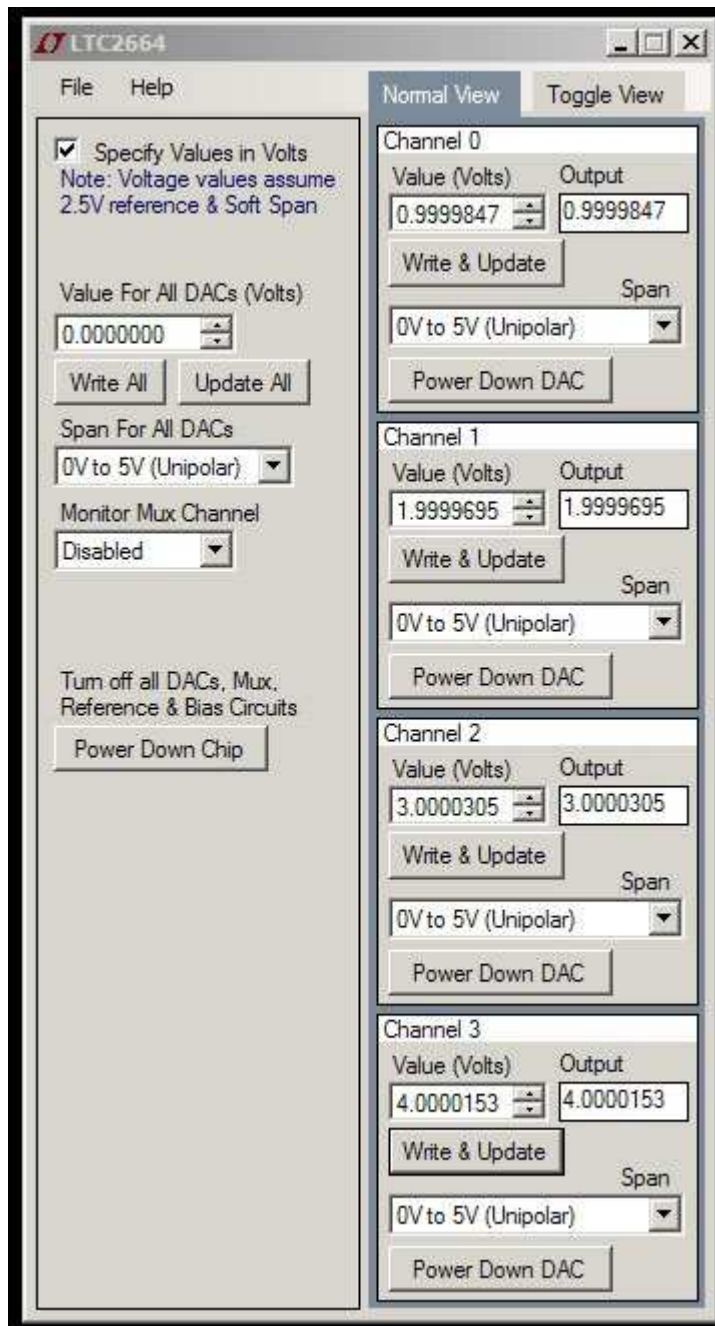 LTC2664
File Help
Normal View Toggle View
Specify Values in Volts
Note: Voltage values assume
2.5V reference & Soft Span
Value For All DACs (Volts)
0.0000000
Write All Update All
Span For All DACs
0V to 5V (Unipolar)
Monitor Mux Channel
Disabled
Turn off all DACs, Mux,
Reference & Bias Circuits
Power Down Chip
Channel 0
Value (Volts) Output
0.9999847 0.9999847
Write & Update
Span
0V to 5V (Unipolar)
Power Down DAC
Channel 1
Value (Volts) Output
1.9999695 1.9999695
Write & Update
Span
0V to 5V (Unipolar)
Power Down DAC
Channel 2
Value (Volts) Output
3.0000305 3.0000305
Write & Update
Span
0V to 5V (Unipolar)
Power Down DAC
Channel 3
Value (Volts) Output
4.0000153 4.0000153
Write & Update
Span
0V to 5V (Unipolar)
Power Down DAC